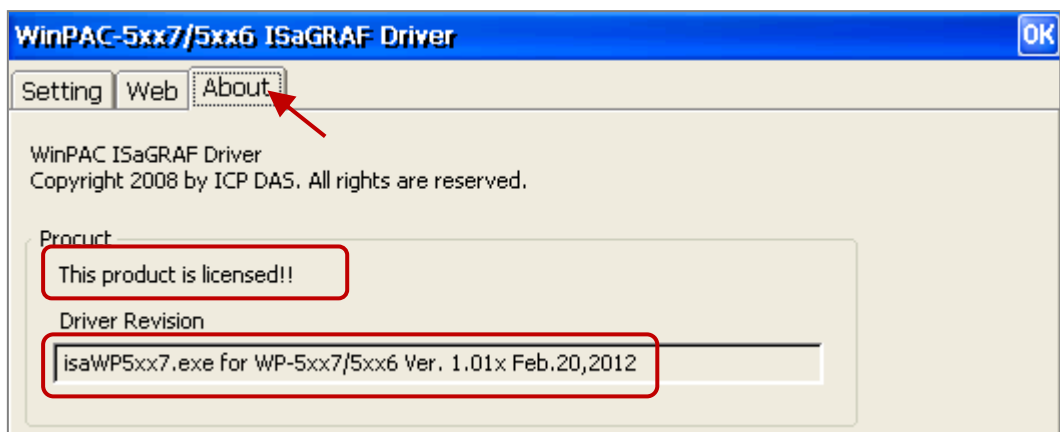 WinPAC-5xx7/5xx6 ISaGRAF Driver OK
Setting Web About
WinPAC ISaGRAF Driver
Copyright 2008 by ICP DAS. All rights are reserved.
Procuct
This product is licensed!!
Driver Revision
isaWP5xx7.exe for WP-5xx7/5xx6 Ver. 1.01x Feb.20,2012